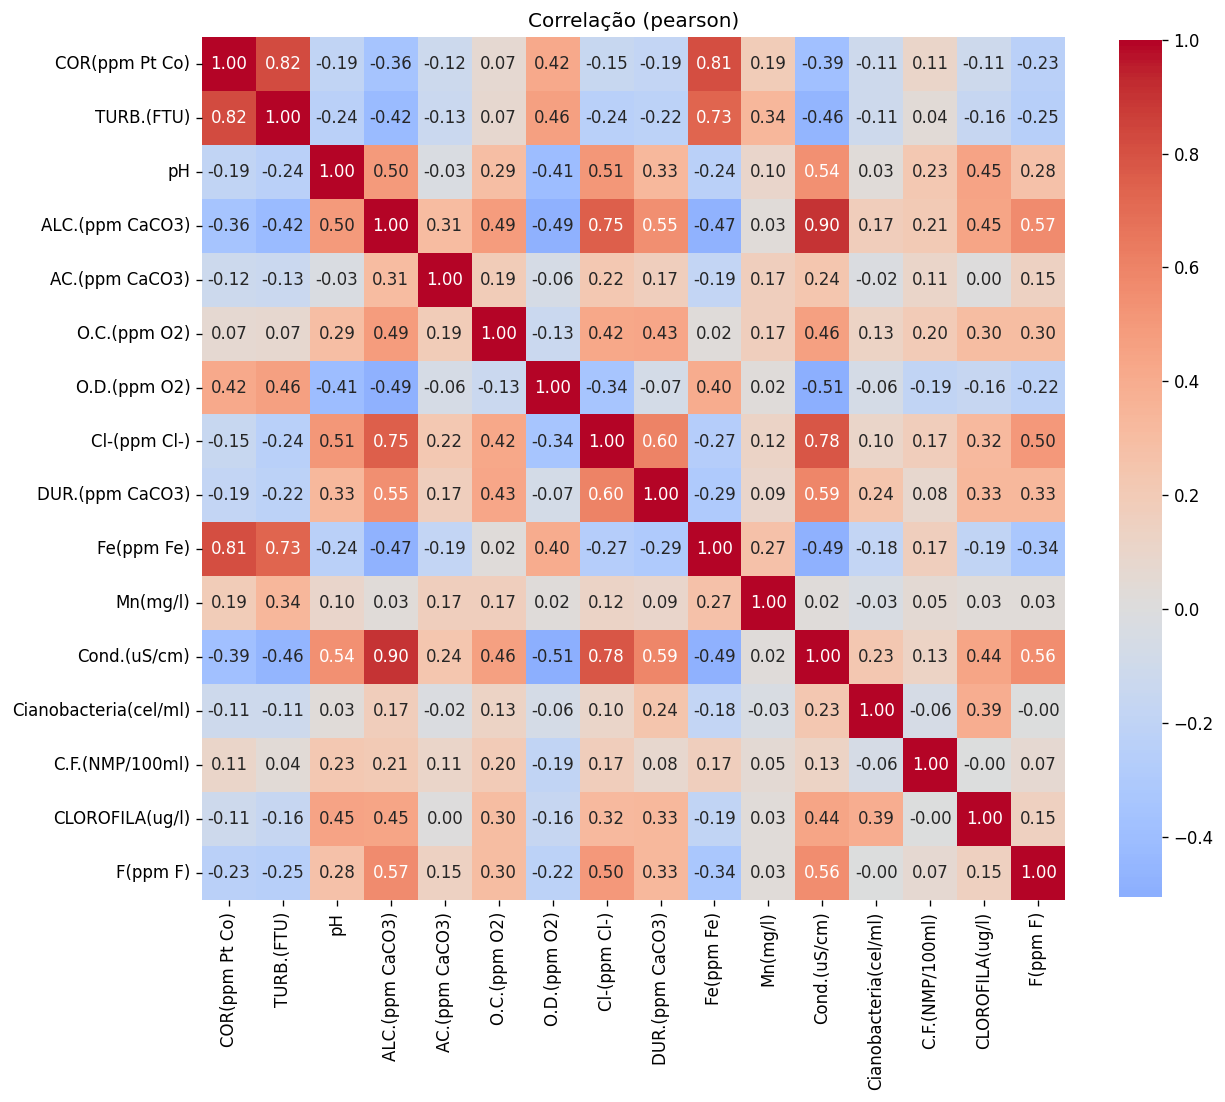 Correlação (pearson)
COR(ppm Pt Co) 1.00 0.82 -0.19 -0.36 -0.12 0.07 0.42 -0.15 -0.19 0.81 0.19 -0.39 -0.11 0.11 -0.11 -0.23
TURB.(FTU) 0.82 1.00 -0.24 -0.42 -0.13 0.07 0.46 -0.24 -0.22 0.73 0.34 -0.46 -0.11 0.04 -0.16 -0.25
pH -0.19 -0.24 1.00 0.50 -0.03 0.29 -0.41 0.51 0.33 -0.24 0.10 0.54 0.03 0.23 0.45 0.28
ALC.(ppm CaCO3) -0.36 -0.42 0.50 1.00 0.31 0.49 -0.49 0.75 0.55 -0.47 0.03 0.90 0.17 0.21 0.45 0.57
AC.(ppm CaCO3) -0.12 -0.13 -0.03 0.31 1.00 0.19 -0.06 0.22 0.17 -0.19 0.17 0.24 -0.02 0.11 0.00 0.15
O.C.(ppm O2) 0.07 0.07 0.29 0.49 0.19 1.00 -0.13 0.42 0.43 0.02 0.17 0.46 0.13 0.20 0.30 0.30
O.D.(ppm O2) 0.42 0.46 -0.41 -0.49 -0.06 -0.13 1.00 -0.34 -0.07 0.40 0.02 -0.51 -0.06 -0.19 -0.16 -0.22
Cl-(ppm Cl-) -0.15 -0.24 0.51 0.75 0.22 0.42 -0.34 1.00 0.60 -0.27 0.12 0.78 0.10 0.17 0.32 0.50
DUR.(ppm CaCO3) -0.19 -0.22 0.33 0.55 0.17 0.43 -0.07 0.60 1.00 -0.29 0.09 0.59 0.24 0.08 0.33 0.33
Fe(ppm Fe) 0.81 0.73 -0.24 -0.47 -0.19 0.02 0.40 -0.27 -0.29 1.00 0.27 -0.49 -0.18 0.17 -0.19 -0.34
Mn(mg/l) 0.19 0.34 0.10 0.03 0.17 0.17 0.02 0.12 0.09 0.27 1.00 0.02 -0.03 0.05 0.03 0.03
Cond.(uS/cm) -0.39 -0.46 0.54 0.90 0.24 0.46 -0.51 0.78 0.59 -0.49 0.02 1.00 0.23 0.13 0.44 0.56
Cianobacteria(cel/ml) -0.11 -0.11 0.03 0.17 -0.02 0.13 -0.06 0.10 0.24 -0.18 -0.03 0.23 1.00 -0.06 0.39 -0.00
C.F.(NMP/100ml) 0.11 0.04 0.23 0.21 0.11 0.20 -0.19 0.17 0.08 0.17 0.05 0.13 -0.06 1.00 -0.00 0.07
CLOROFILA(ug/l) -0.11 -0.16 0.45 0.45 0.00 0.30 -0.16 0.32 0.33 -0.19 0.03 0.44 0.39 -0.00 1.00 0.15
F(ppm F) -0.23 -0.25 0.28 0.57 0.15 0.30 -0.22 0.50 0.33 -0.34 0.03 0.56 -0.00 0.07 0.15 1.00
COR(ppm Pt Co)
TURB.(FTU)
pH
ALC.(ppm CaCO3)
AC.(ppm CaCO3)
O.C.(ppm O2)
O.D.(ppm O2)
Cl-(ppm Cl-)
DUR.(ppm CaCO3)
Fe(ppm Fe)
Mn(mg/l)
Cond.(uS/cm)
Cianobacteria(cel/ml)
C.F.(NMP/100ml)
CLOROFILA(ug/l)
F(ppm F)
1.0
0.8
0.6
0.4
0.2
0.0
-0.2
-0.4